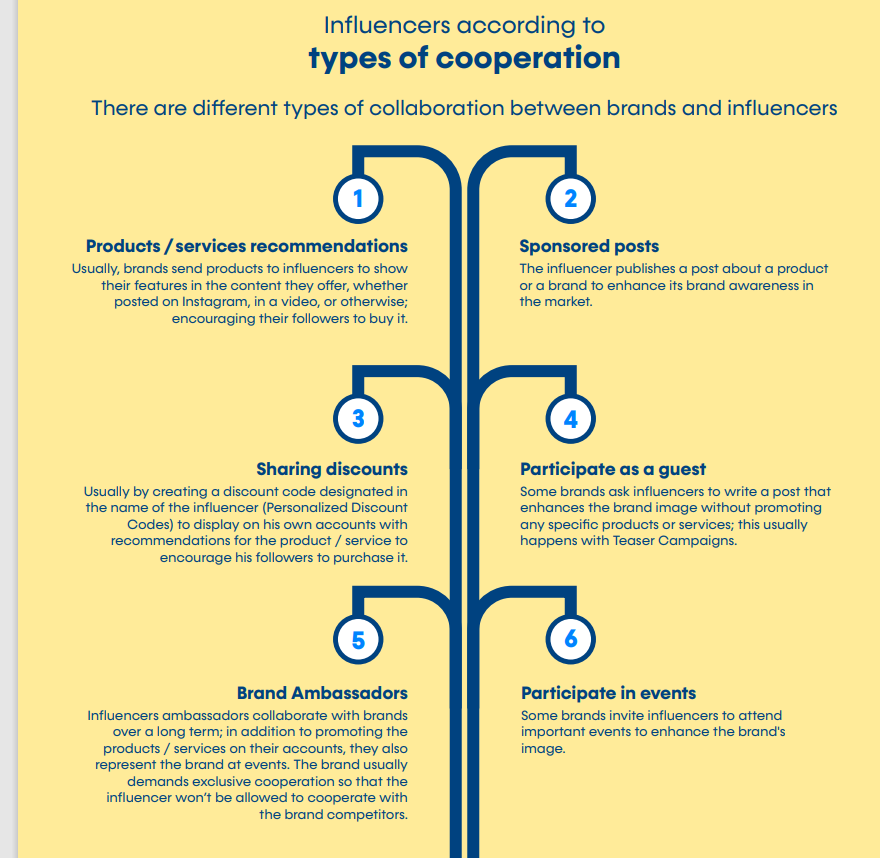 Influencers according to
types of cooperation
There are different types of collaboration between brands and influencers
1
Products / services recommendations
Usually, brands send products to influencers to show
their features in the content they offer, whether
posted on Instagram, in a video, or otherwise;
encouraging their followers to buy it.
2
Sponsored posts
The influencer publishes a post about a product
or a brand to enhance its brand awareness in
the market.
3
Sharing discounts
Usually by creating a discount code designated in
the name of the influencer (Personalized Discount
Codes) to display on his own accounts with
recommendations for the product / service to
encourage his followers to purchase it.
4
Participate as a guest
Some brands ask influencers to write a post that
enhances the brand image without promoting
any specific products or services; this usually
happens with Teaser Campaigns.
5
Brand Ambassadors
Influencers ambassadors collaborate with brands
over a long term; in addition to promoting the
products / services on their accounts, they also
represent the brand at events. The brand usually
demands exclusive cooperation so that the
influencer won't be allowed to cooperate with
the brand competitors.
6
Participate in events
Some brands invite influencers to attend
important events to enhance the brand's
image.